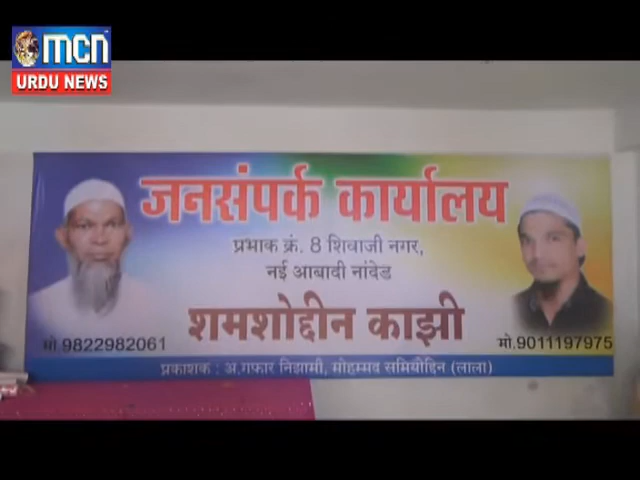 mcn
URDU NEWS
जनसंपर्क कार्यालय
प्रभाक क्रं. 8 शिवाजी नगर,
नई आबादी नांदेड
शमशोद्दीन काझी
मो.9822982061
मो.9011197975
प्रकाशक : अ.गफार निझामी, मोहम्मद समियोद्दिन (लाला)